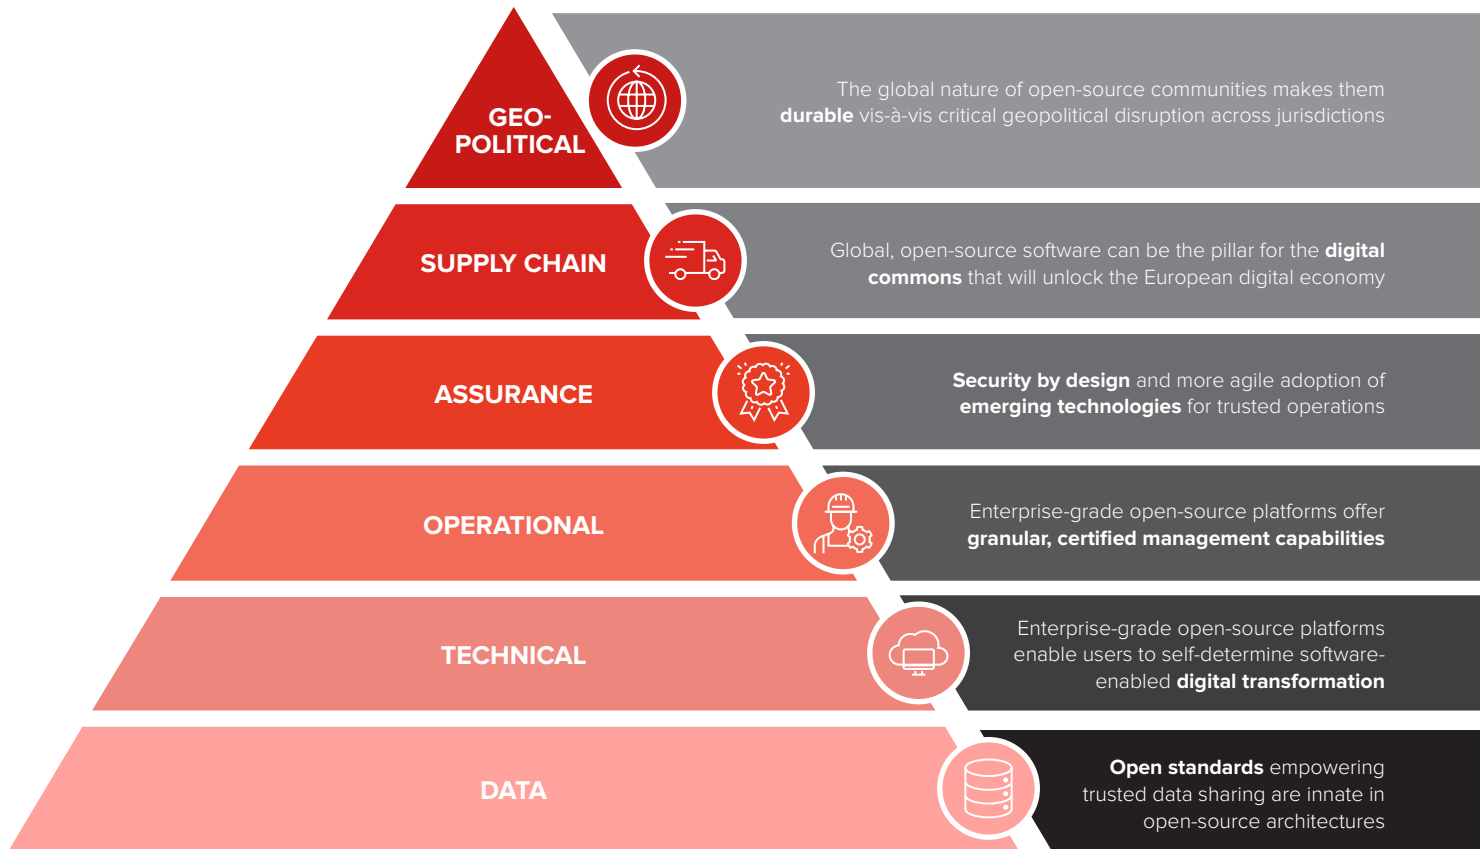 GEO-
POLITICAL
The global nature of open-source communities makes them
durable vis-à-vis critical geopolitical disruption across jurisdictions
SUPPLY CHAIN
Global, open-source software can be the pillar for the digital
commons that will unlock the European digital economy
ASSURANCE
Security by design and more agile adoption of
emerging technologies for trusted operations
OPERATIONAL
Enterprise-grade open-source platforms offer
granular, certified management capabilities
TECHNICAL
Enterprise-grade open-source platforms
enable users to self-determine software-
enabled digital transformation
DATA
Open standards empowering
trusted data sharing are innate in
open-source architectures